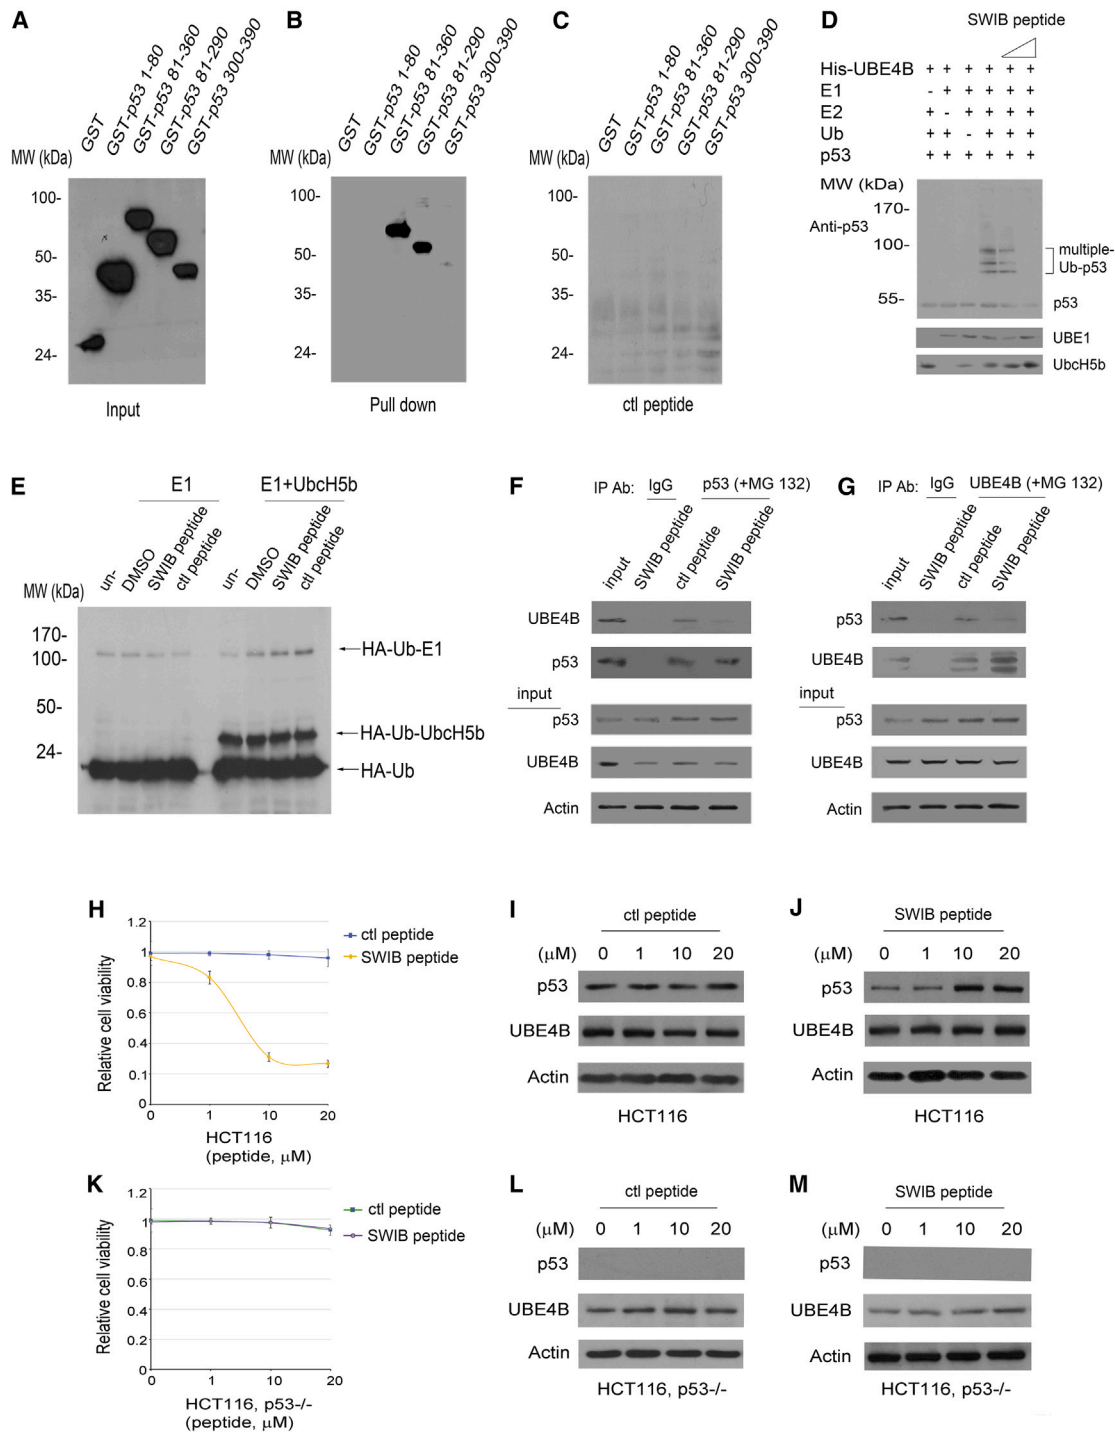 A
GST
GST-p53 1-80
GST-p53 81-360
GST-p53 81-290
GST-p53 300-390
MW (kDa)
100-
50-
35-
24-
Input
B
GST
GST-p53 1-80
GST-p53 81-360
GST-p53 81-290
GST-p53 300-390
MW (kDa)
100-
50-
35-
24-
Pull down
C
GST
GST-p53 1-80
GST-p53 81-360
GST-p53 81-290
GST-p53 300-390
MW (kDa)
100-
50-
35-
24-
ctl peptide
D
SWIB peptide
His-UBE4B + + + + + +
E1 - + + + + +
E2 + - + + + +
Ub + + - + + +
p53 + + + + + +
MW (kDa)
170-
Anti-p53
100-
multiple-
Ub-p53
55-
p53
UBE1
UbcH5b
E
E1
E1+UbcH5b
un-
DMSO
SWIB peptide
ctl peptide
un-
DMSO
SWIB peptide
ctl peptide
MW (kDa)
170-
100-
50-
24-
HA-Ub-E1
HA-Ub-UbcH5b
HA-Ub
F
IP Ab: IgG p53 (+MG 132)
input
SWIB peptide
ctl peptide
SWIB peptide
UBE4B
p53
input
p53
UBE4B
Actin
G
IP Ab: IgG UBE4B (+MG 132)
input
SWIB peptide
ctl peptide
SWIB peptide
p53
UBE4B
input
p53
UBE4B
Actin
H
Relative cell viability
1.2
1
0.8
0.6
0.4
0.1
0
0 1 10 20
HCT116
(peptide, μM)
ctl peptide
SWIB peptide
I
ctl peptide
(μM) 0 1 10 20
p53
UBE4B
Actin
HCT116
J
SWIB peptide
(μM) 0 1 10 20
p53
UBE4B
Actin
HCT116
K
Relative cell viability
1.2
1
0.8
0.6
0.4
0.2
0
0 1 10 20
HCT116, p53-/-
(peptide, μM)
ctl peptide
SWIB peptide
L
ctl peptide
(μM) 0 1 10 20
p53
UBE4B
Actin
HCT116, p53-/-
M
SWIB peptide
(μM) 0 1 10 20
p53
UBE4B
Actin
HCT116, p53-/-